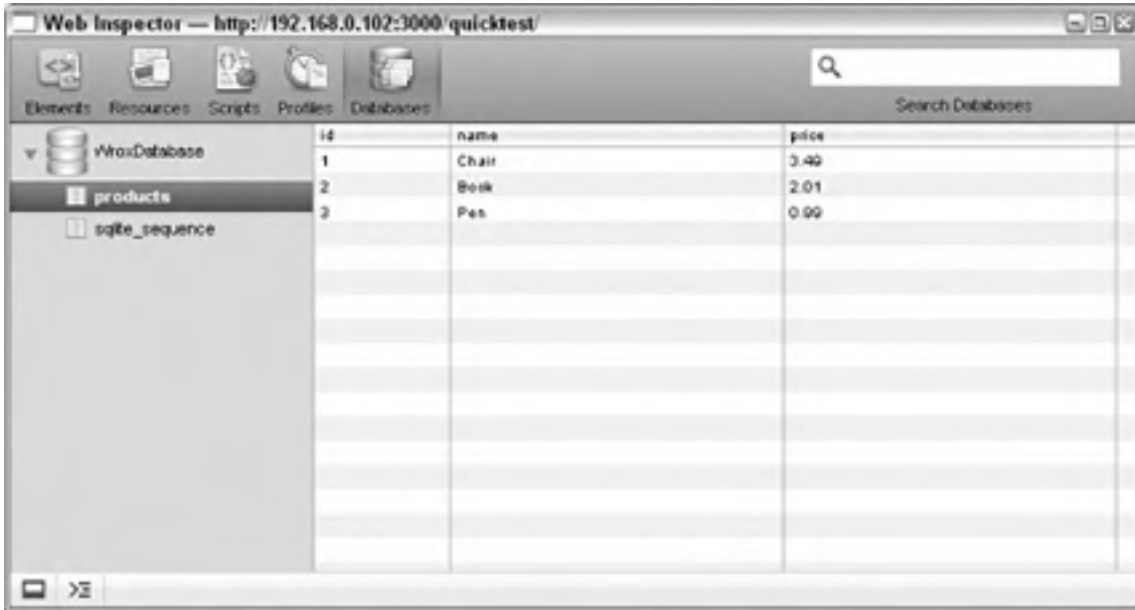 Web Inspector — http://192.168.0.102:3000/quicktest/
Elements Resources Scripts Profiles Databases
Search Databases
WroxDatabase
products
sqlite_sequence
id name price
1 Chair 3.49
2 Book 2.01
3 Pen 0.99